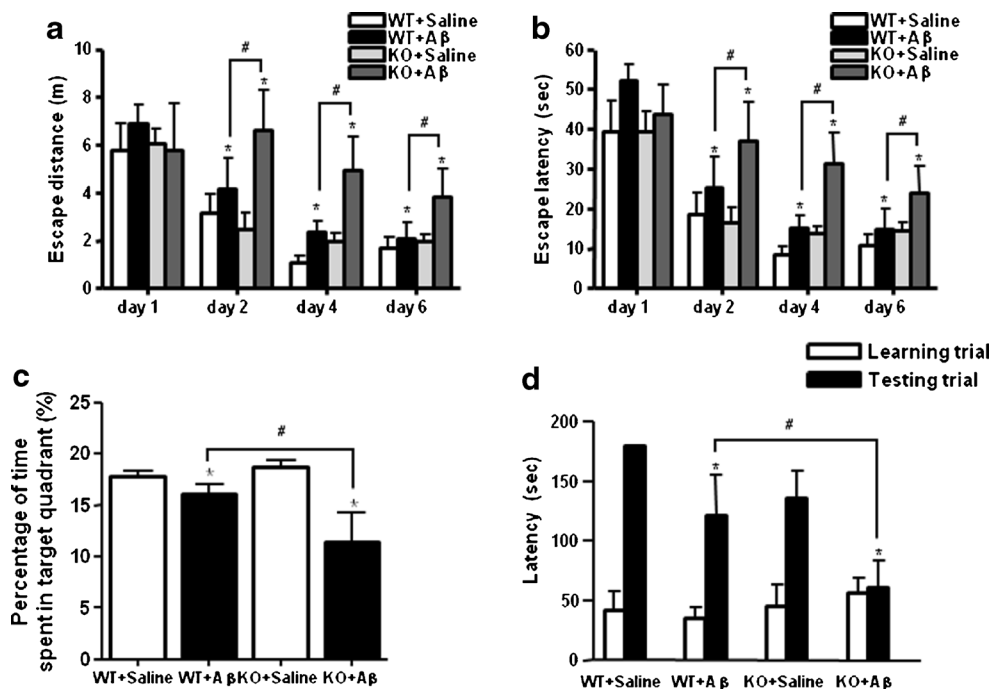 a
WT+Saline
WT+Aβ
KO+Saline
KO+Aβ
Escape distance (m)
8
6
4
2
0
#
*
*
#
*
*
#
*
*
day 1
day 2
day 4
day 6
b
WT+Saline
WT+Aβ
KO+Saline
KO+Aβ
Escape latency (sec)
60
50
40
30
20
10
0
#
*
*
#
*
*
#
*
*
day 1
day 2
day 4
day 6
c
Percentage of time
spent in target quadrant (%)
25
20
15
10
5
0
#
*
*
WT+Saline
WT+Aβ
KO+Saline
KO+Aβ
Learning trial
Testing trial
d
Latency (sec)
200
150
100
50
0
#
*
*
WT+Saline
WT+Aβ
KO+Saline
KO+Aβ